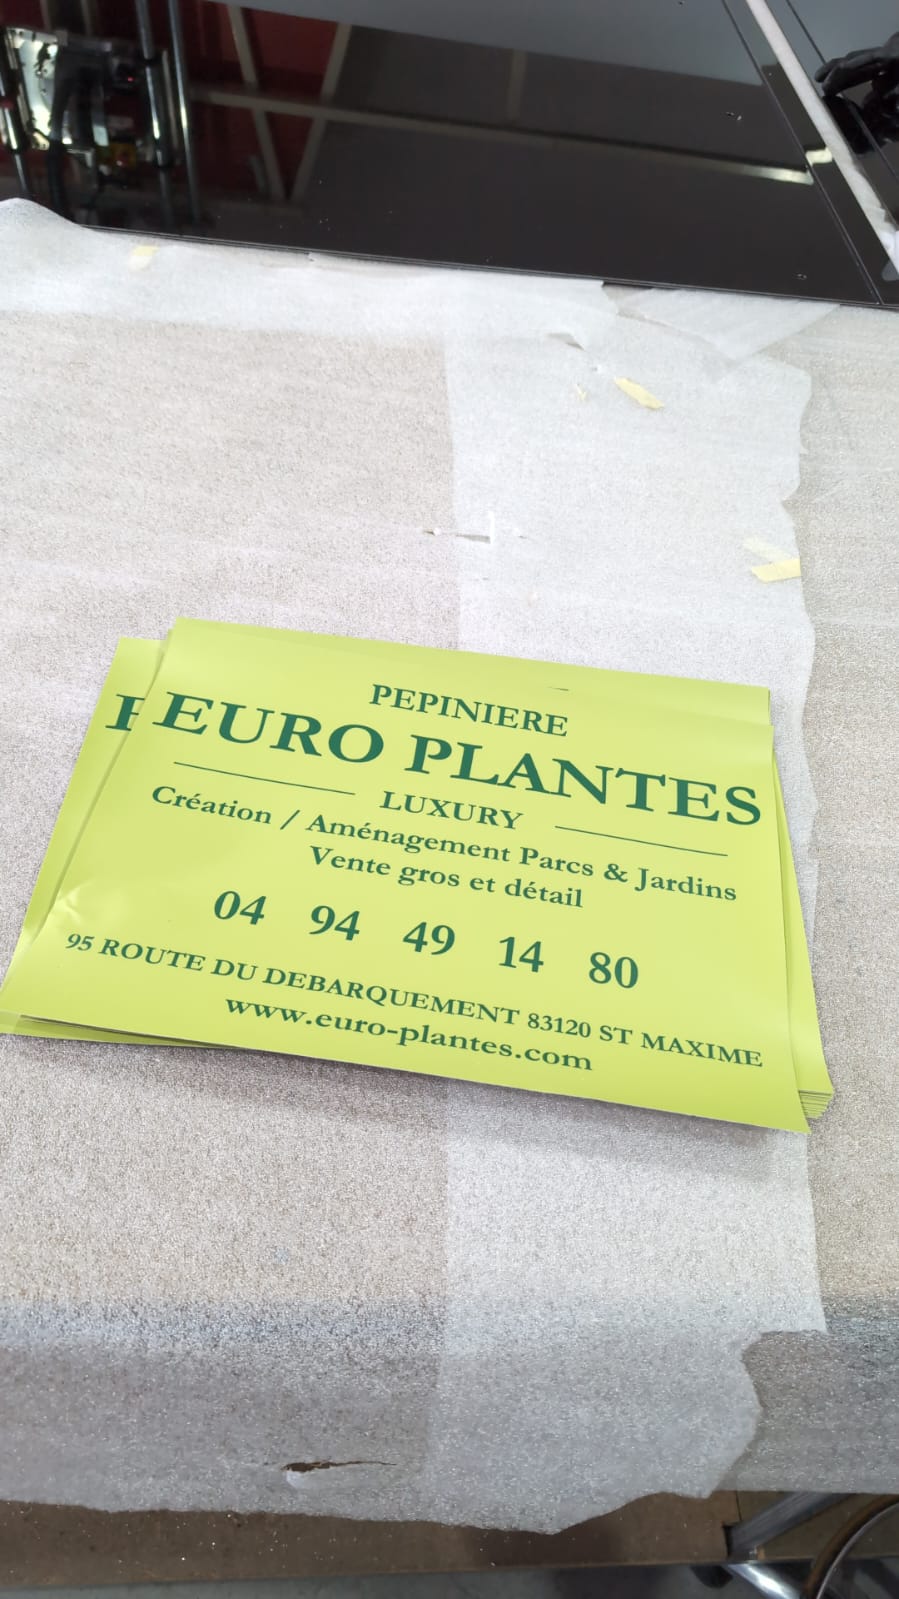 PEPINIERE
EURO PLANTES
LUXURY
Création / Aménagement Parcs & Jardins
Vente gros et détail
04 94 49 14 80
95 ROUTE DU DEBARQUEMENT 83120 ST MAXIME
www.euro-plantes.com